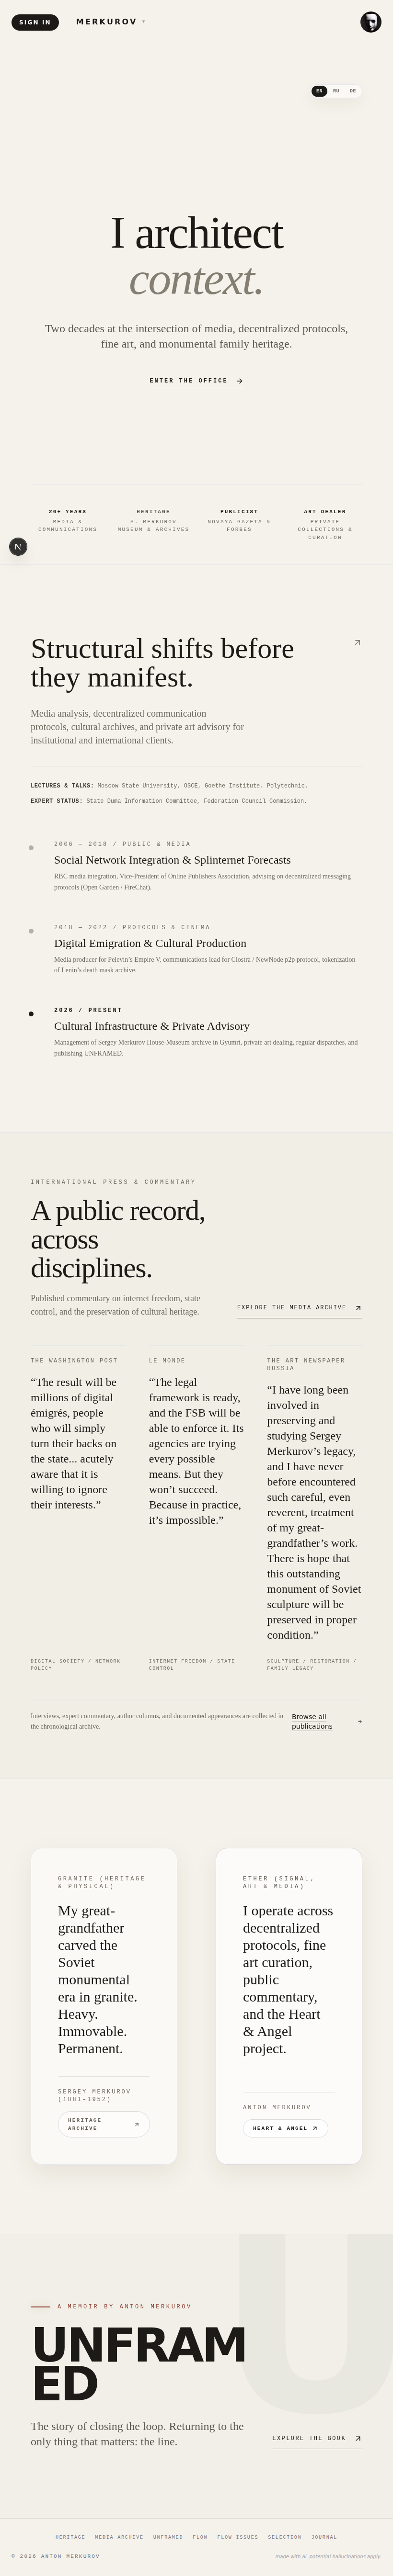 SIGN IN
MERKUROV
EN RU DE
I architect
context.
Two decades at the intersection of media, decentralized protocols,
fine art, and monumental family heritage.
ENTER THE OFFICE →
20+ YEARS
MEDIA &
COMMUNICATIONS
HERITAGE
S. MERKUROV
MUSEUM & ARCHIVES
PUBLICIST
NOVAYA GAZETA &
FORBES
ART DEALER
PRIVATE
COLLECTIONS &
CURATION
N
Structural shifts before
they manifest.
Media analysis, decentralized communication
protocols, cultural archives, and private art advisory for
institutional and international clients.
LECTURES & TALKS: Moscow State University, OSCE, Goethe Institute, Polytechnic.
EXPERT STATUS: State Duma Information Committee, Federation Council Commission.
2006 — 2018 / PUBLIC & MEDIA
Social Network Integration & Splinternet Forecasts
RBC media integration, Vice-President of Online Publishers Association, advising on decentralized messaging
protocols (Open Garden / FireChat).
2018 — 2022 / PROTOCOLS & CINEMA
Digital Emigration & Cultural Production
Media producer for Pelevin’s Empire V, communications lead for Clostra / NewNode p2p protocol, tokenization
of Lenin’s death mask archive.
2026 / PRESENT
Cultural Infrastructure & Private Advisory
Management of Sergey Merkurov House-Museum archive in Gyumri, private art dealing, regular dispatches, and
publishing UNFRAMED.
INTERNATIONAL PRESS & COMMENTARY
A public record,
across
disciplines.
Published commentary on internet freedom, state
control, and the preservation of cultural heritage.
EXPLORE THE MEDIA ARCHIVE
THE WASHINGTON POST
“The result will be
millions of digital
émigrés, people
who will simply
turn their backs on
the state... acutely
aware that it is
willing to ignore
their interests.”
DIGITAL SOCIETY / NETWORK
POLICY
LE MONDE
“The legal
framework is ready,
and the FSB will be
able to enforce it. Its
agencies are trying
every possible
means. But they
won’t succeed.
Because in practice,
it’s impossible.”
INTERNET FREEDOM / STATE
CONTROL
THE ART NEWSPAPER
RUSSIA
“I have long been
involved in
preserving and
studying Sergey
Merkurov’s legacy,
and I have never
before encountered
such careful, even
reverent, treatment
of my great-
grandfather’s work.
There is hope that
this outstanding
monument of Soviet
sculpture will be
preserved in proper
condition.”
SCULPTURE / RESTORATION /
FAMILY LEGACY
Interviews, expert commentary, author columns, and documented appearances are collected in
the chronological archive.
Browse all
publications →
GRANITE (HERITAGE
& PHYSICAL)
My great-
grandfather
carved the
Soviet
monumental
era in granite.
Heavy.
Immovable.
Permanent.
SERGEY MERKUROV
(1881–1952)
HERITAGE
ARCHIVE
ETHER (SIGNAL,
ART & MEDIA)
I operate across
decentralized
protocols, fine
art curation,
public
commentary,
and the Heart
& Angel
project.
ANTON MERKUROV
HEART & ANGEL
U
A MEMOIR BY ANTON MERKUROV
UNFRAM
ED
The story of closing the loop. Returning to the
only thing that matters: the line.
EXPLORE THE BOOK
HERITAGE MEDIA ARCHIVE UNFRAMED FLOW FLOW ISSUES SELECTION JOURNAL
© 2026 ANTON MERKUROV
made with ai. potential hallucinations apply.